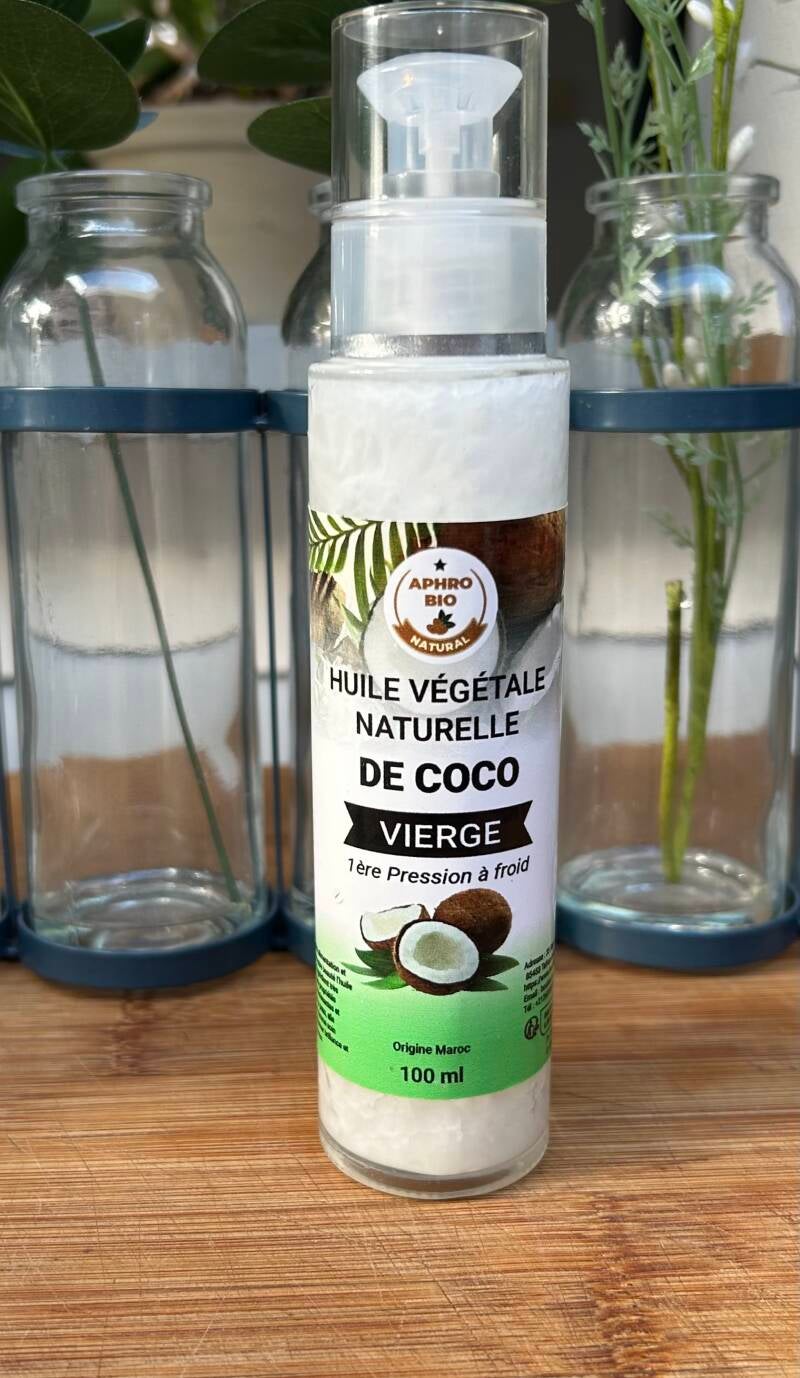 APHRO
BIO
NATURAL
HUILE VÉGÉTALE
NATURELLE
DE COCO
VIERGE
1ère Pression à froid
Origine Maroc
100 ml